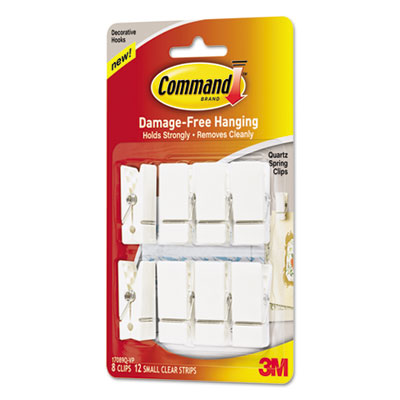 Decorative
Hooks
new!
Command
BRAND
Damage-Free Hanging
Holds Strongly • Removes Cleanly
Quartz
Spring
Clips
17089Q-VP
8 CLIPS 12 SMALL CLEAR STRIPS
3M